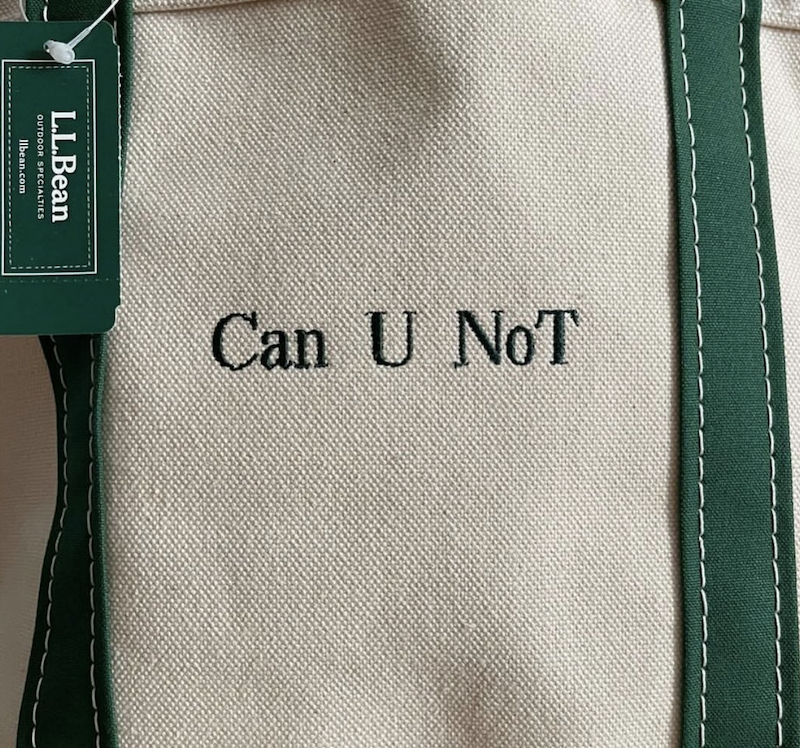 L.L.Bean
OUTDOOR SPECIALTIES
llbean.com
Can U NoT